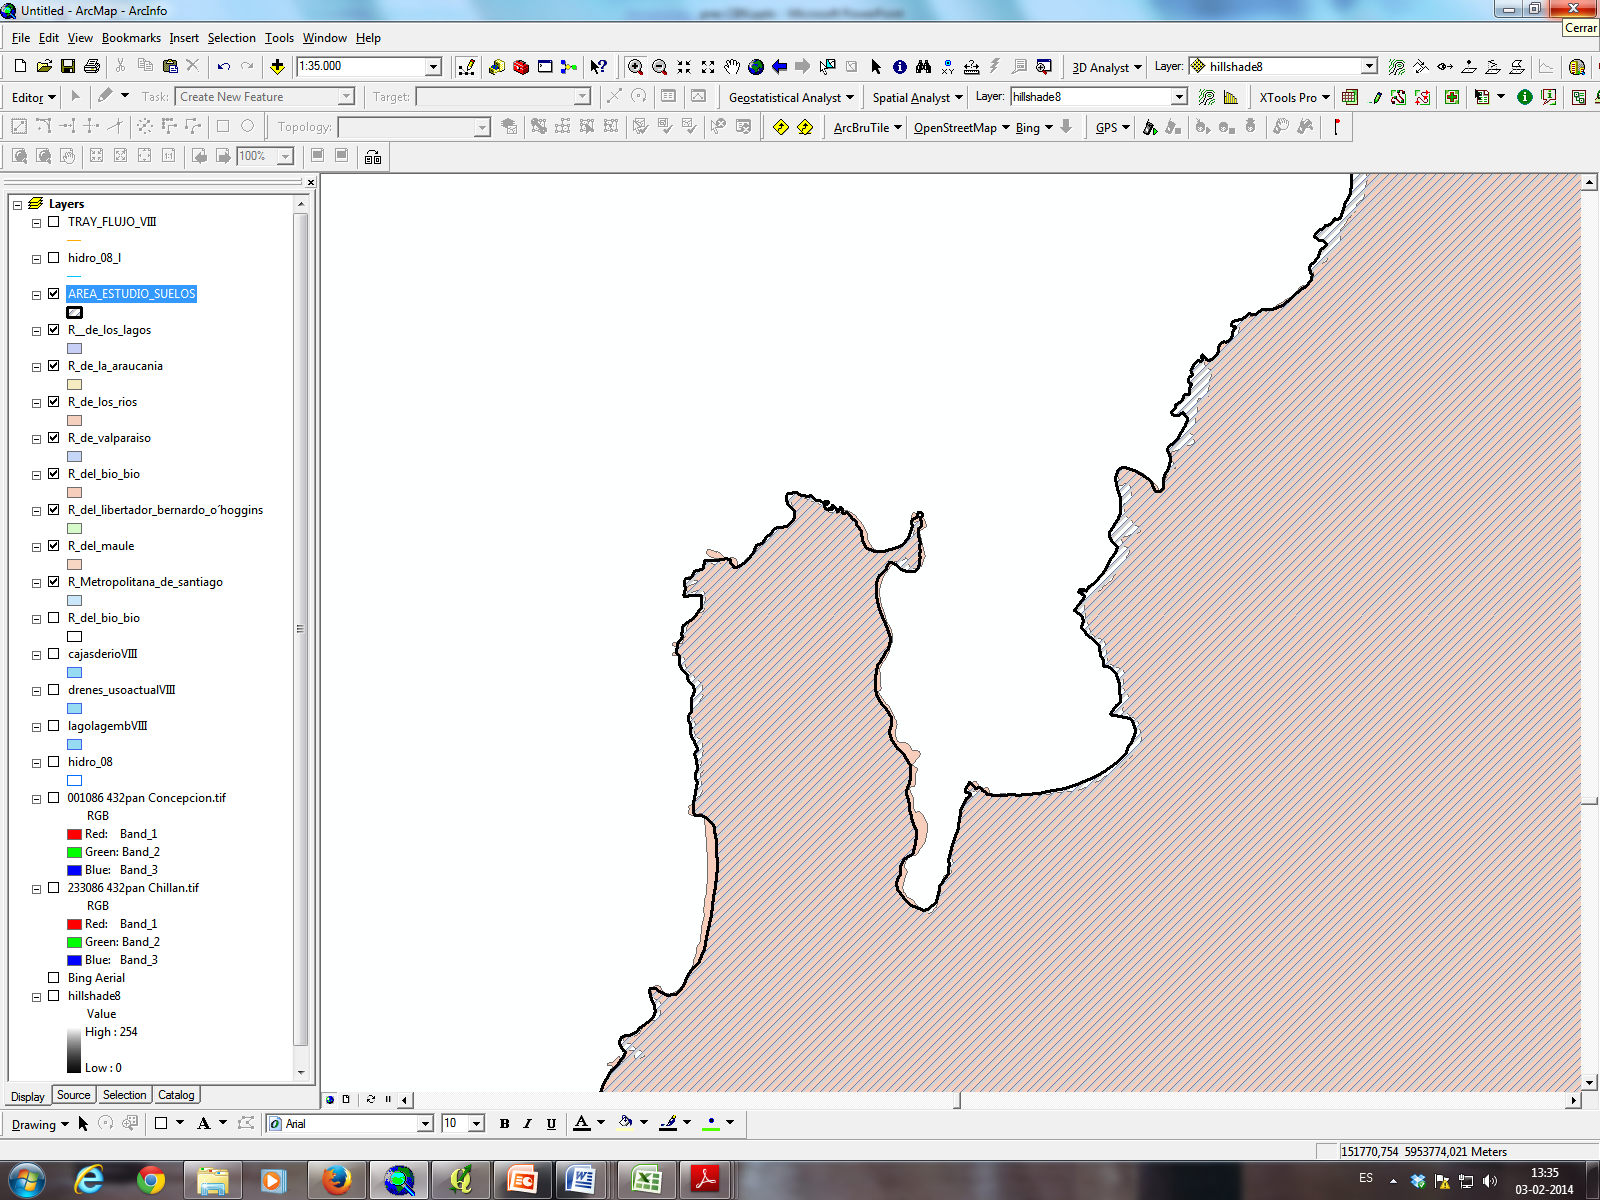 Untitled - ArcMap - ArcInfo
Cerrar
File Edit View Bookmarks Insert Selection Tools Window Help
1:35.000
3D Analyst Layer: hillshade8
Editor Task: Create New Feature Target:
Geostatistical Analyst Spatial Analyst Layer: hillshade8 XTools Pro
Topology:
ArcBruTile OpenStreetMap Bing GPS
100%
Layers
TRAY_FLUJO_VIII
hidro_08_l
AREA_ESTUDIO_SUELOS
R__de_los_lagos
R_de_la_araucania
R_de_los_rios
R_de_valparaiso
R_del_bio_bio
R_del_libertador_bernardo_o´hoggins
R_del_maule
R_Metropolitana_de_santiago
R_del_bio_bio
cajasderioVIII
drenes_usoactualVIII
lagolagembVIII
hidro_08
001086 432pan Concepcion.tif
RGB
Red: Band_1
Green: Band_2
Blue: Band_3
233086 432pan Chillan.tif
RGB
Red: Band_1
Green: Band_2
Blue: Band_3
Bing Aerial
hillshade8
Value
High : 254
Low : 0
Display Source Selection Catalog
Drawing A Arial 10 B I U A
151770,754 5953774,021 Meters
ES
13:35
03-02-2014